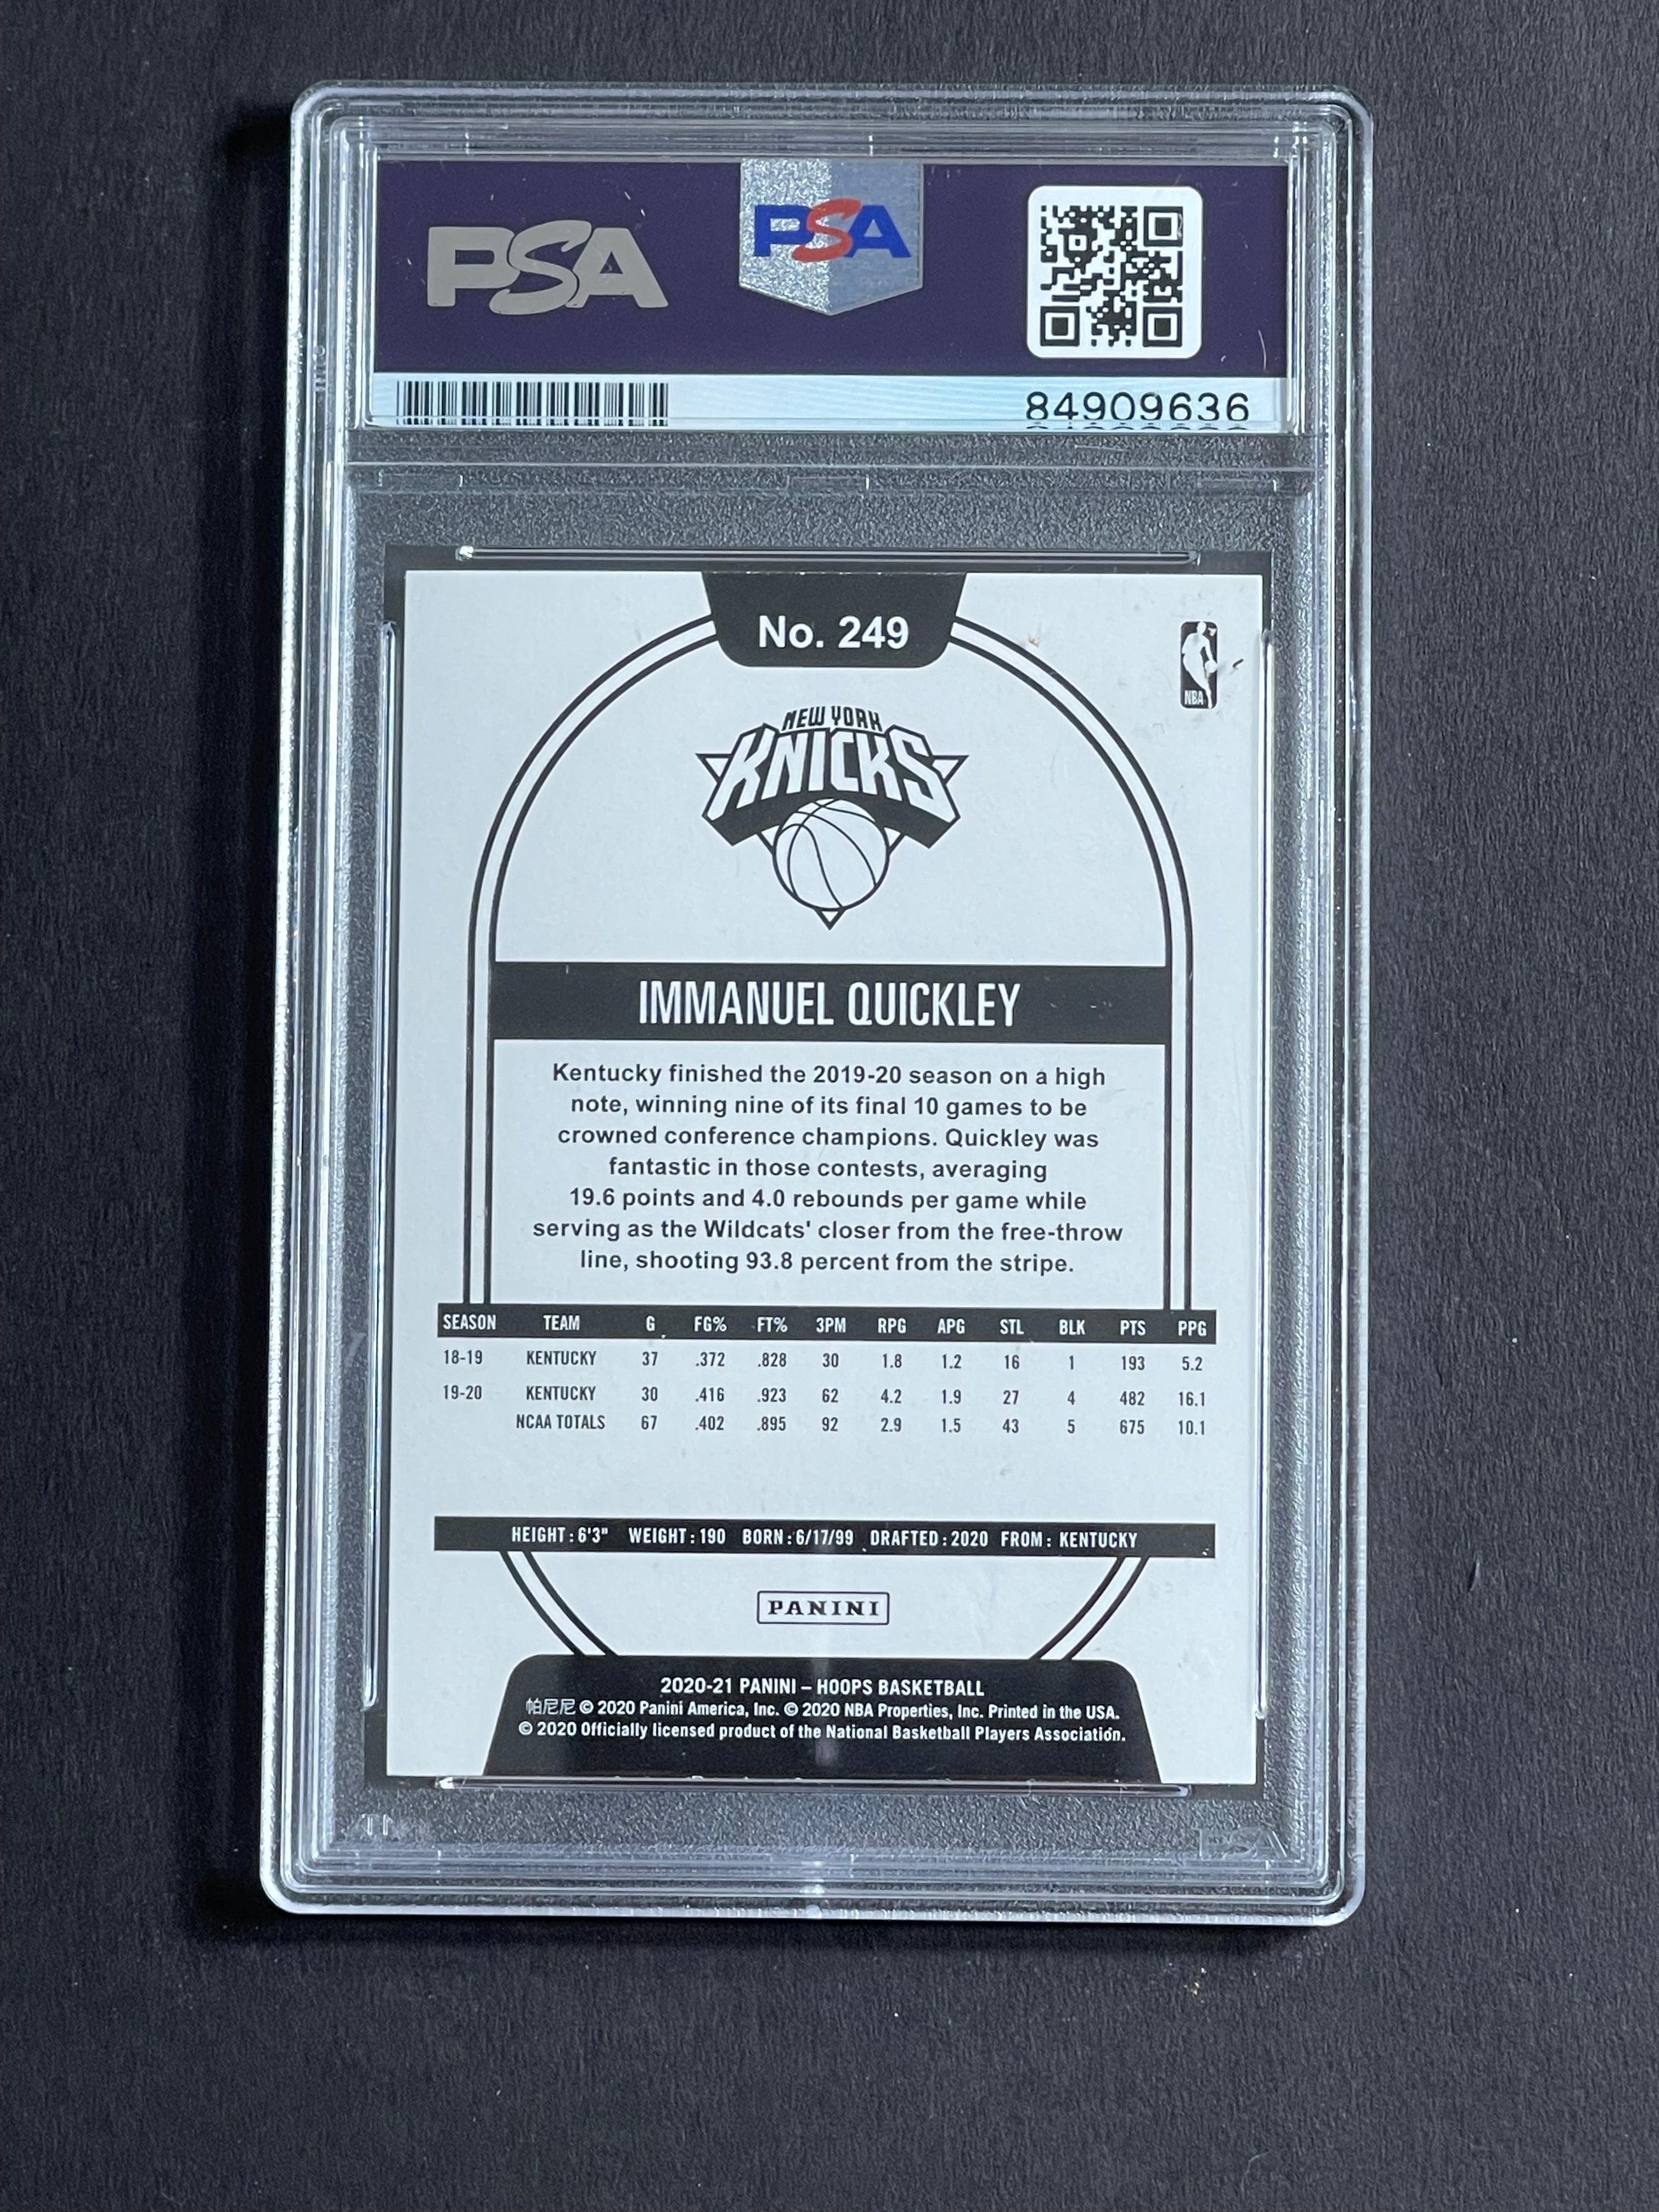 PSA
PSA
84909636
No. 249
NBA
NEW YORK
KNICKS
IMMANUEL QUICKLEY
Kentucky finished the 2019-20 season on a high
note, winning nine of its final 10 games to be
crowned conference champions. Quickley was
fantastic in those contests, averaging
19.6 points and 4.0 rebounds per game while
serving as the Wildcats' closer from the free-throw
line, shooting 93.8 percent from the stripe.
SEASON TEAM G FG% FT% 3PM RPG APG STL BLK PTS PPG
18-19 KENTUCKY 37 .372 .828 30 1.8 1.2 16 1 193 5.2
19-20 KENTUCKY 30 .416 .923 62 4.2 1.9 27 4 482 16.1
NCAA TOTALS 67 .402 .895 92 2.9 1.5 43 5 675 10.1
HEIGHT: 6'3" WEIGHT: 190 BORN: 6/17/99 DRAFTED: 2020 FROM: KENTUCKY
PANINI
2020-21 PANINI – HOOPS BASKETBALL
帕尼尼 © 2020 Panini America, Inc. © 2020 NBA Properties, Inc. Printed in the USA.
© 2020 Officially licensed product of the National Basketball Players Association.
PSA